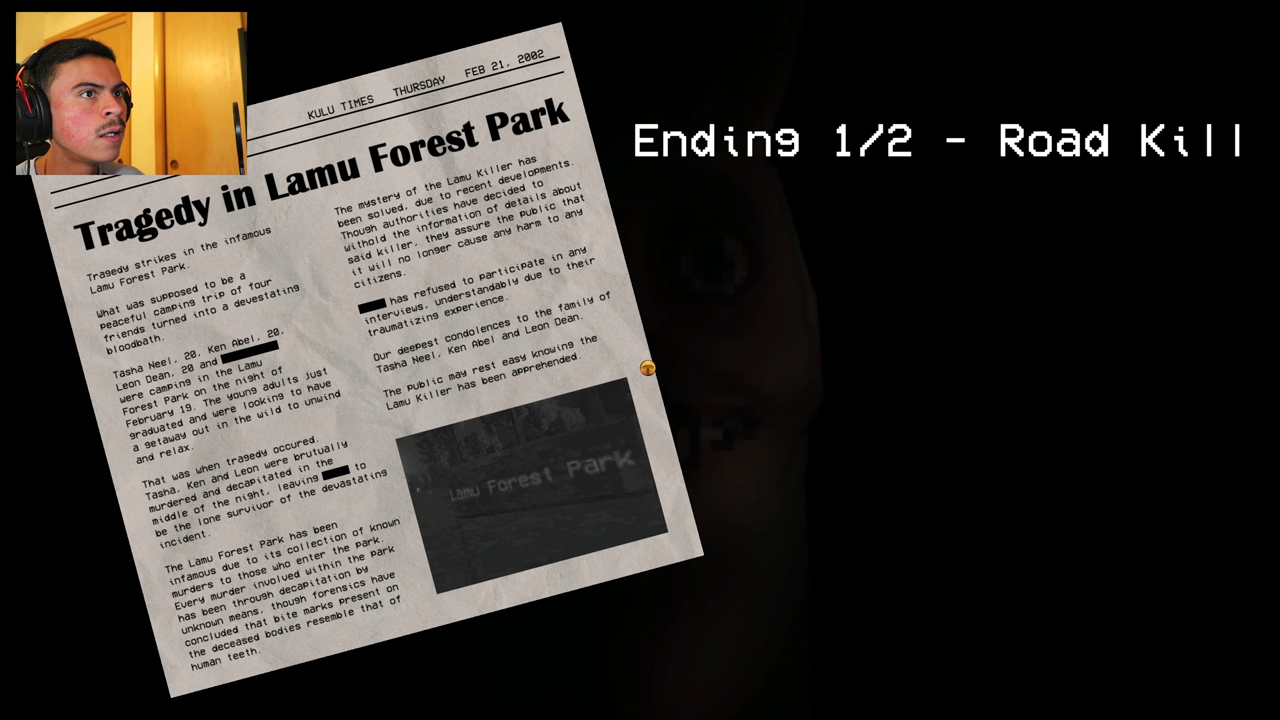 KULU TIMES THURSDAY FEB 21, 2002
Tragedy in Lamu Forest Park
Tragedy strikes in the infamous
Lamu Forest Park.
What was supposed to be a
peaceful camping trip of four
friends turned into a devastating
bloodbath.
Tasha Neel, 20, Ken Abel, 20,
Leon Dean, 20 and
were camping in the Lamu
Forest Park on the night of
February 19. The young adults just
graduated and were looking to have
a getaway out in the wild to unwind
and relax.
That was when tragedy occured.
Tasha, Ken and Leon were brutually
murdered and decapitated in the
middle of the night, leaving to
be the lone survivor of the devastating
incident.
The Lamu Forest Park has been
infamous due to its collection of known
murders to those who enter the park.
Every murder involved within the park
has been through decapitation by
unknown means, though forensics have
concluded that bite marks present on
the deceased bodies resemble that of
human teeth.
The mystery of the Lamu Killer has
been solved, due to recent developments.
Though authorities have decided to
withold the information of details about
said killer, they assure the public that
it will no longer cause any harm to any
citizens.
has refused to participate in any
interviews, understandably due to their
traumatizing experience.
Our deepest condolences to the family of
Tasha Neel, Ken Abel and Leon Dean.
The public may rest easy knowing the
Lamu Killer has been apprehended.
Lamu Forest Park
Ending 1/2 - Road Kill